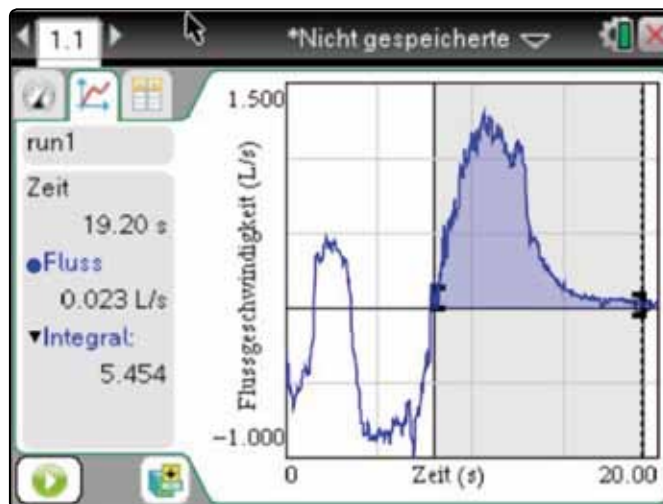 1.1
*Nicht gespeicherte
run1
Zeit
19.20 s
Fluss
0.023 L/s
Integral:
5.454
1.500
Flussgeschwindigkeit (L/s)
-1.000
0
Zeit (s)
20.00